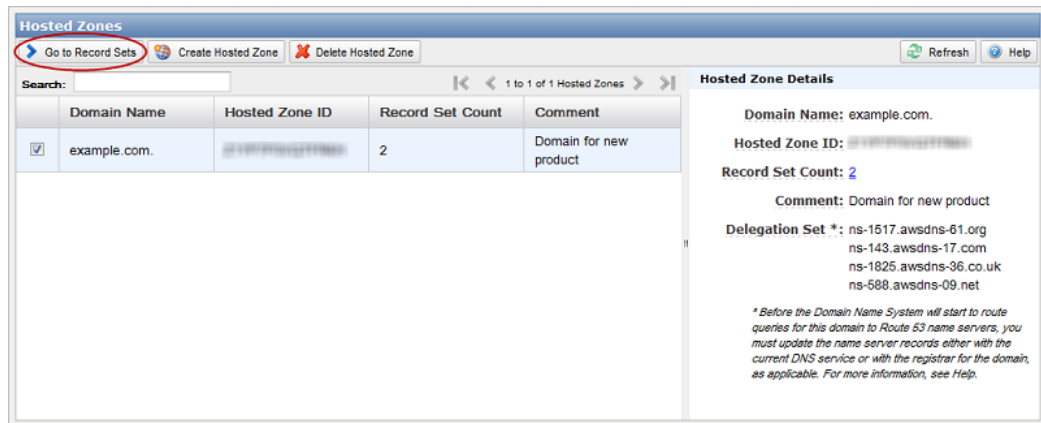 Hosted Zones
Go to Record Sets
Create Hosted Zone
Delete Hosted Zone
Refresh
Help
Search:
1 to 1 of 1 Hosted Zones
Domain Name
Hosted Zone ID
Record Set Count
Comment
example.com.
2
Domain for new
product
Hosted Zone Details
Domain Name: example.com.
Hosted Zone ID:
Record Set Count: 2
Comment: Domain for new product
Delegation Set *: ns-1517.awsdns-61.org
ns-143.awsdns-17.com
ns-1825.awsdns-36.co.uk
ns-588.awsdns-09.net
* Before the Domain Name System will start to route
queries for this domain to Route 53 name servers, you
must update the name server records either with the
current DNS service or with the registrar for the domain,
as applicable. For more information, see Help.